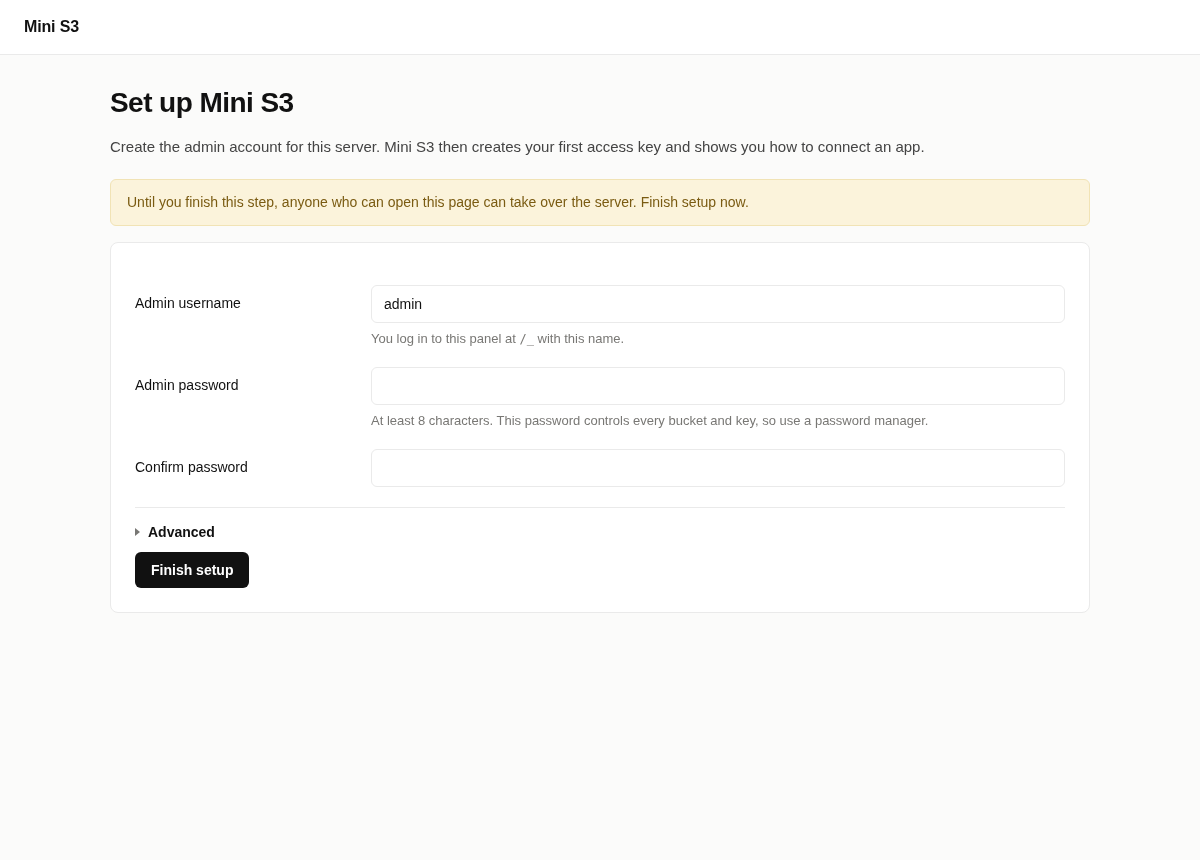 Mini S3
Set up Mini S3
Create the admin account for this server. Mini S3 then creates your first access key and shows you how to connect an app.
Until you finish this step, anyone who can open this page can take over the server. Finish setup now.
Admin username
admin
You log in to this panel at /_ with this name.
Admin password
At least 8 characters. This password controls every bucket and key, so use a password manager.
Confirm password
Advanced
Finish setup